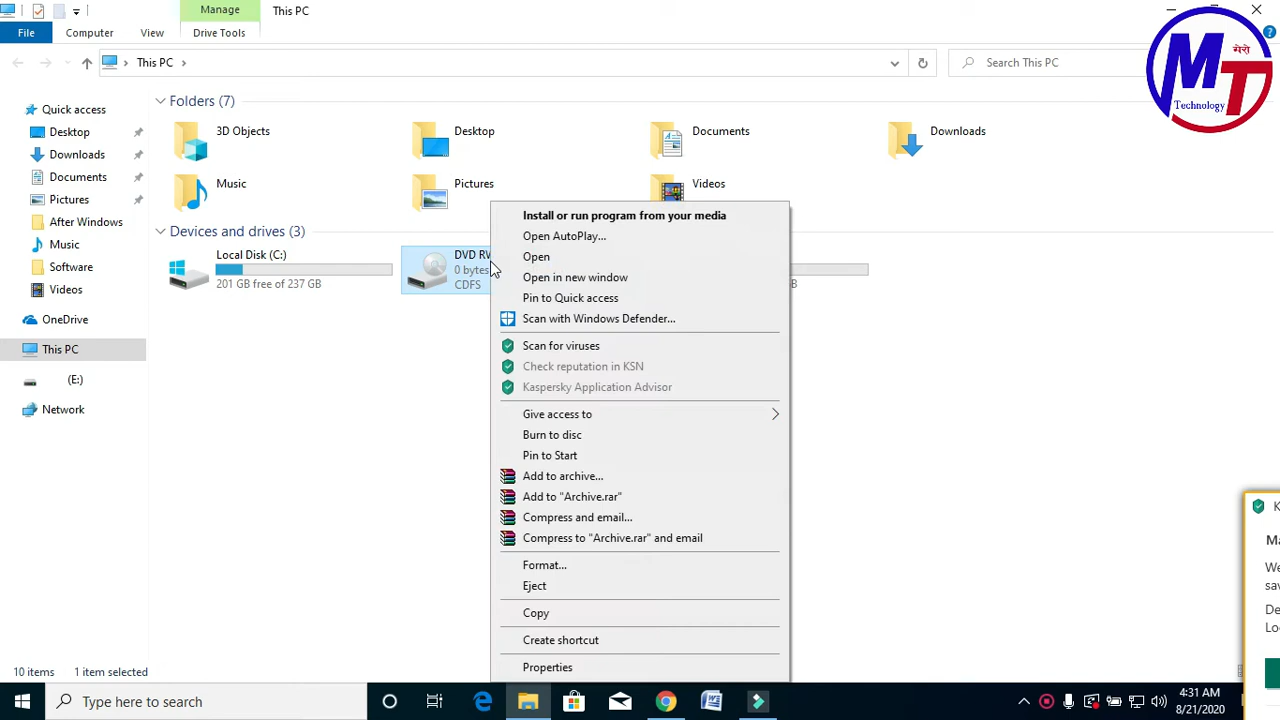 Manage
This PC
File
Computer
View
Drive Tools
This PC
Search This PC
मेरो
MT
Technology
Quick access
Desktop
Downloads
Documents
Pictures
After Windows
Music
Software
Videos
OneDrive
This PC
(E:)
Network
Folders (7)
3D Objects
Desktop
Documents
Downloads
Music
Pictures
Videos
Devices and drives (3)
Local Disk (C:)
201 GB free of 237 GB
DVD RW
0 bytes
CDFS
B
Install or run program from your media
Open AutoPlay...
Open
Open in new window
Pin to Quick access
Scan with Windows Defender...
Scan for viruses
Check reputation in KSN
Kaspersky Application Advisor
Give access to
Burn to disc
Pin to Start
Add to archive...
Add to "Archive.rar"
Compress and email...
Compress to "Archive.rar" and email
Format...
Eject
Copy
Create shortcut
Properties
K
Ma
We
sav
De
Lo
10 items
1 item selected
Type here to search
4:31 AM
8/21/2020